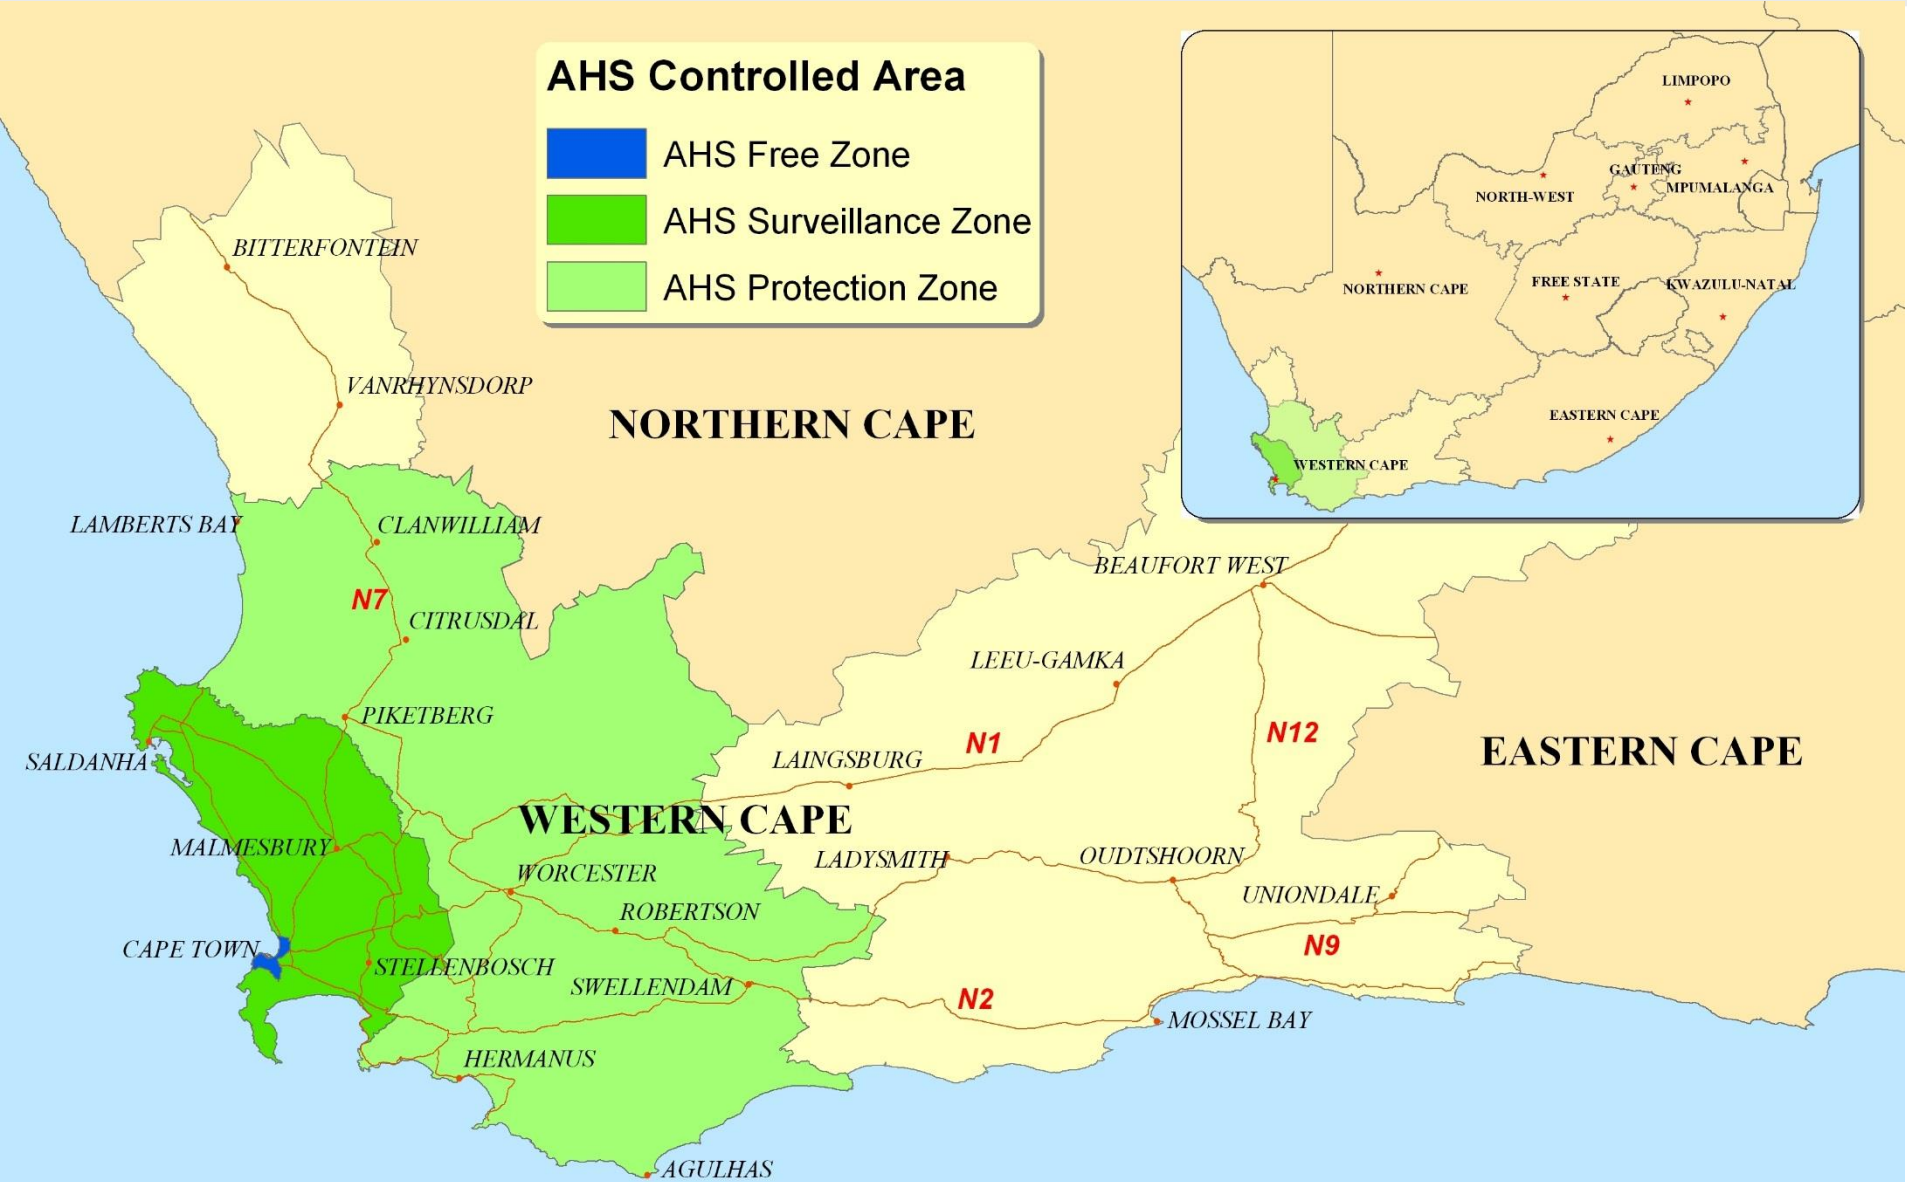 AHS Controlled Area
AHS Free Zone
AHS Surveillance Zone
AHS Protection Zone
LIMPOPO
GAUTENG
MPUMALANGA
NORTH-WEST
NORTHERN CAPE
FREE STATE
KWAZULU-NATAL
EASTERN CAPE
WESTERN CAPE
BITTERFONTEIN
VANRHYNSDORP
NORTHERN CAPE
LAMBERTS BAY
CLANWILLIAM
BEAUFORT WEST
N7
CITRUSDAL
LEEU-GAMKA
PIKETBERG
N1
N12
EASTERN CAPE
SALDANHA
LAINGSBURG
WESTERN CAPE
MALMESBURY
LADYSMITH
OUDTSHOORN
WORCESTER
UNIONDALE
ROBERTSON
CAPE TOWN
N9
STELLENBOSCH
SWELLENDAM
N2
MOSSEL BAY
HERMANUS
AGULHAS